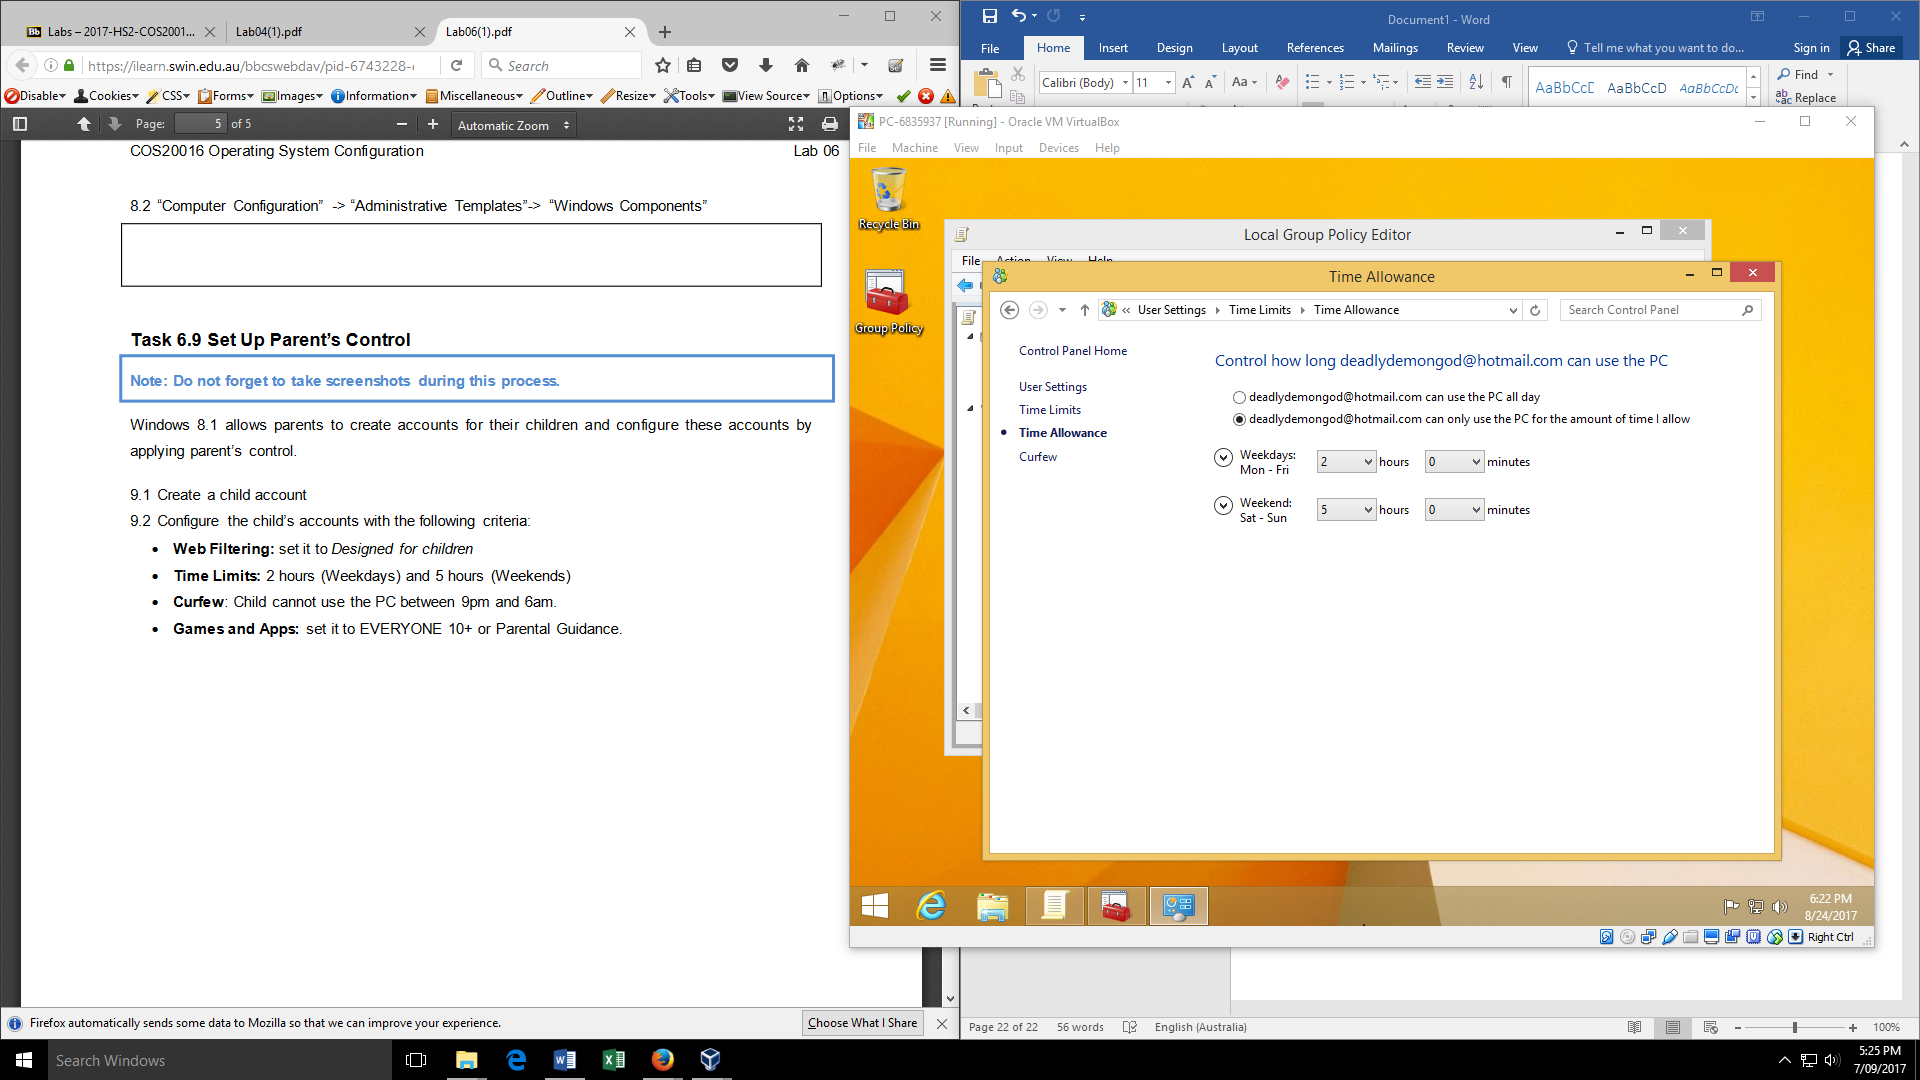 Labs – 2017-HS2-COS2001...
Lab04(1).pdf
Lab06(1).pdf
https://ilearn.swin.edu.au/bbcswebdav/pid-6743228-
Search
Disable
Cookies
CSS
Forms
Images
Information
Miscellaneous
Outline
Resize
Tools
View Source
Options
Page:
5
of 5
Automatic Zoom
COS20016 Operating System Configuration
Lab 06
8.2 “Computer Configuration” -> “Administrative Templates”-> “Windows Components”
Task 6.9 Set Up Parent’s Control
Note: Do not forget to take screenshots during this process.
Windows 8.1 allows parents to create accounts for their children and configure these accounts by
applying parent’s control.
9.1 Create a child account
9.2 Configure the child’s accounts with the following criteria:
• Web Filtering: set it to Designed for children
• Time Limits: 2 hours (Weekdays) and 5 hours (Weekends)
• Curfew: Child cannot use the PC between 9pm and 6am.
• Games and Apps: set it to EVERYONE 10+ or Parental Guidance.
Firefox automatically sends some data to Mozilla so that we can improve your experience.
Choose What I Share
Document1 - Word
File
Home
Insert
Design
Layout
References
Mailings
Review
View
Tell me what you want to do...
Sign in
Share
Calibri (Body)
11
AaBbCcDc
Find
Replace
PC-6835937 [Running] - Oracle VM VirtualBox
File
Machine
View
Input
Devices
Help
Recycle Bin
Group Policy
Local Group Policy Editor
File
Action
View
Help
Time Allowance
User Settings
Time Limits
Time Allowance
Search Control Panel
Control Panel Home
User Settings
Time Limits
Time Allowance
Curfew
Control how long deadlydemongod@hotmail.com can use the PC
deadlydemongod@hotmail.com can use the PC all day
deadlydemongod@hotmail.com can only use the PC for the amount of time I allow
Weekdays:
Mon - Fri
2
hours
0
minutes
Weekend:
Sat - Sun
5
hours
0
minutes
6:22 PM
8/24/2017
Right Ctrl
Page 22 of 22
56 words
English (Australia)
100%
Search Windows
5:25 PM
7/09/2017